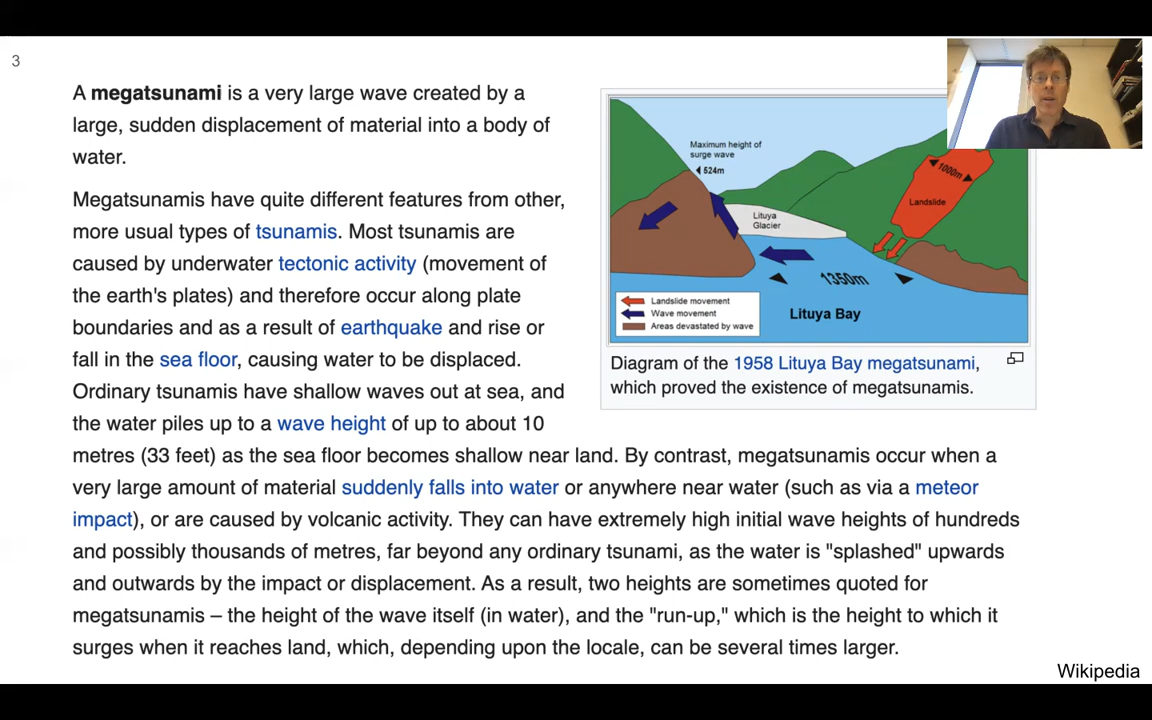 3
A megatsunami is a very large wave created by a
large, sudden displacement of material into a body of
water.
Megatsunamis have quite different features from other,
more usual types of tsunamis. Most tsunamis are
caused by underwater tectonic activity (movement of
the earth's plates) and therefore occur along plate
boundaries and as a result of earthquake and rise or
fall in the sea floor, causing water to be displaced.
Ordinary tsunamis have shallow waves out at sea, and
the water piles up to a wave height of up to about 10
metres (33 feet) as the sea floor becomes shallow near land. By contrast, megatsunamis occur when a
very large amount of material suddenly falls into water or anywhere near water (such as via a meteor
impact), or are caused by volcanic activity. They can have extremely high initial wave heights of hundreds
and possibly thousands of metres, far beyond any ordinary tsunami, as the water is "splashed" upwards
and outwards by the impact or displacement. As a result, two heights are sometimes quoted for
megatsunamis – the height of the wave itself (in water), and the "run-up," which is the height to which it
surges when it reaches land, which, depending upon the locale, can be several times larger.
Maximum height of
surge wave
524m
1000m
Landslide
Lituya
Glacier
1350m
Lituya Bay
Landslide movement
Wave movement
Areas devastated by wave
Diagram of the 1958 Lituya Bay megatsunami,
which proved the existence of megatsunamis.
Wikipedia